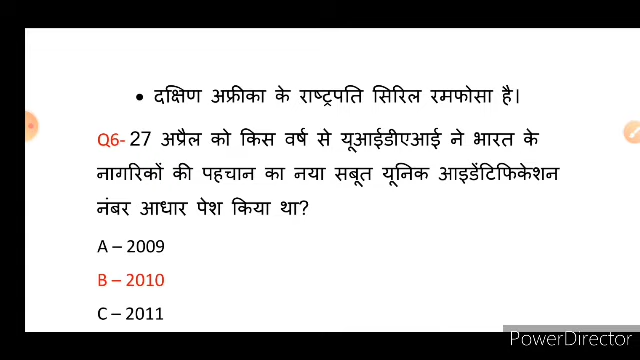 • दक्षिण अफ्रीका के राष्ट्रपति सिरिल रमफोसा है।
Q6- 27 अप्रैल को किस वर्ष से यूआईडीएआई ने भारत के
नागरिकों की पहचान का नया सबूत यूनिक आइडेंटिफिकेशन
नंबर आधार पेश किया था?
A – 2009
B – 2010
C – 2011
PowerDirector